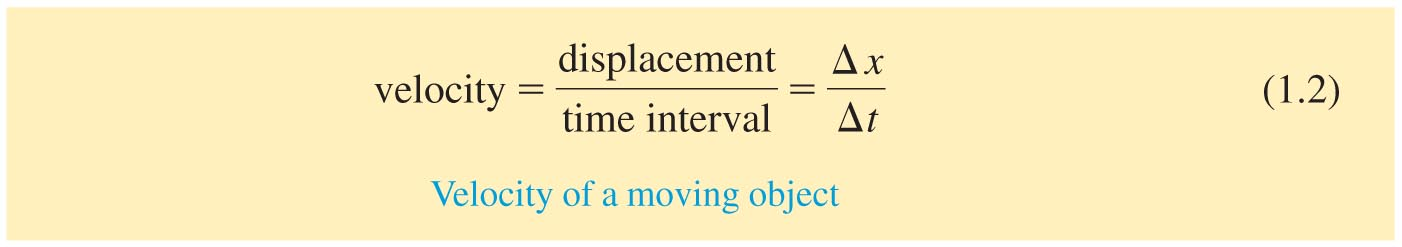 velocity = displacement / time interval = Δx / Δt (1.2)
Velocity of a moving object